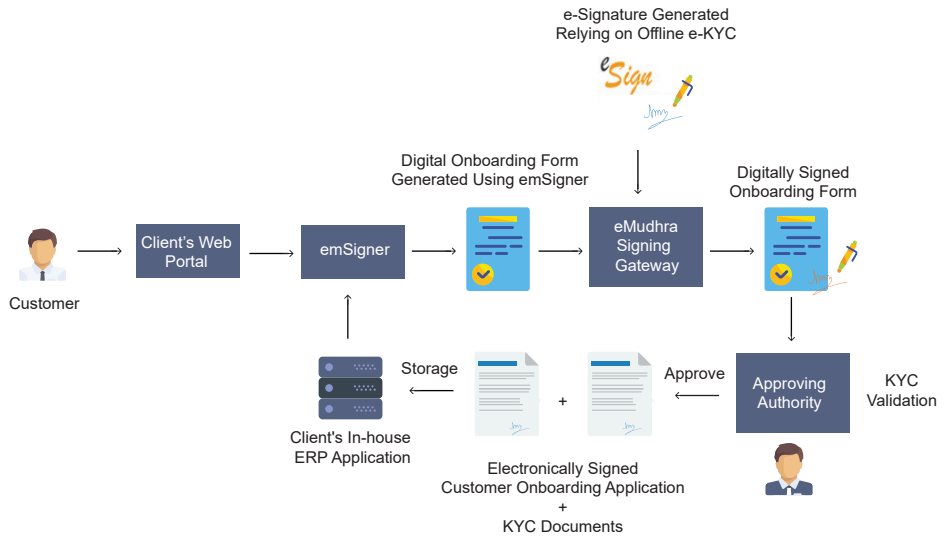 e-Signature Generated
Relying on Offline e-KYC
eSign
Digital Onboarding Form
Generated Using emSigner
Digitally Signed
Onboarding Form
Client's Web
Portal
emSigner
eMudhra
Signing
Gateway
Customer
Storage
Approve
Approving
Authority
KYC
Validation
+
Client's In-house
ERP Application
Electronically Signed
Customer Onboarding Application
+
KYC Documents